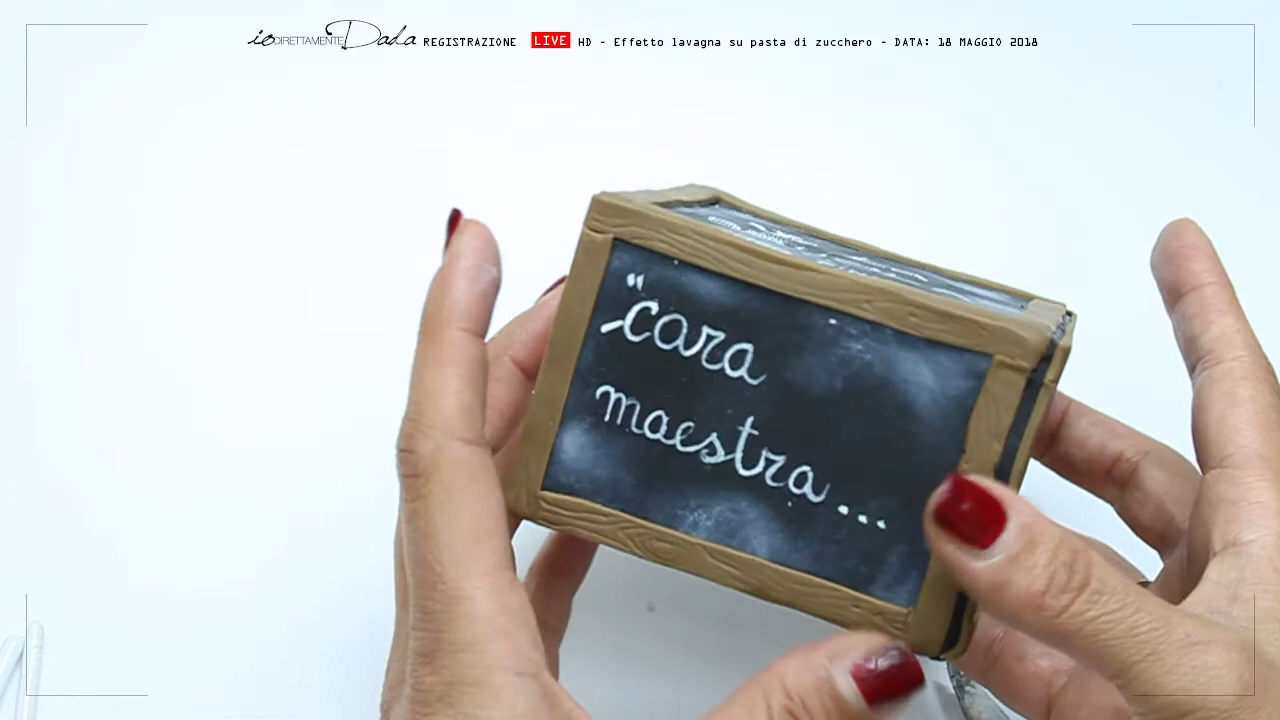 io DIRETTAMENTE Dada REGISTRAZIONE LIVE HD - Effetto lavagna su pasta di zucchero - DATA: 18 MAGGIO 2018
"cara
maestra...